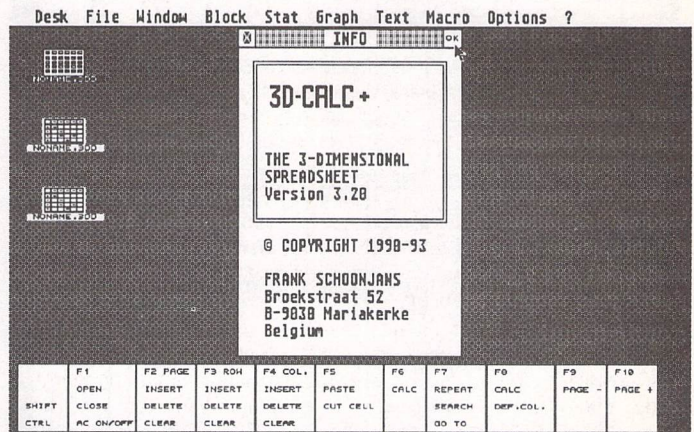 Desk File Window Block Stat Graph Text Macro Options ?
INFO OK
3D-CALC+
THE 3-DIMENSIONAL
SPREADSHEET
Version 3.20
© COPYRIGHT 1990-93
FRANK SCHOONJANS
Broekstraat 52
B-9030 Mariakerke
Belgium
NONAME.3DD
NONAME.3DD
NONAME.3DD
F1 F2 PAGE F3 ROW F4 COL. F5 F6 F7 F8 F9 F10
OPEN INSERT INSERT INSERT PASTE CALC REPEAT CALC PAGE - PAGE +
SHIFT CLOSE DELETE DELETE DELETE CUT CELL SEARCH DEF.COL.
CTRL AC ON/OFF CLEAR CLEAR CLEAR GO TO